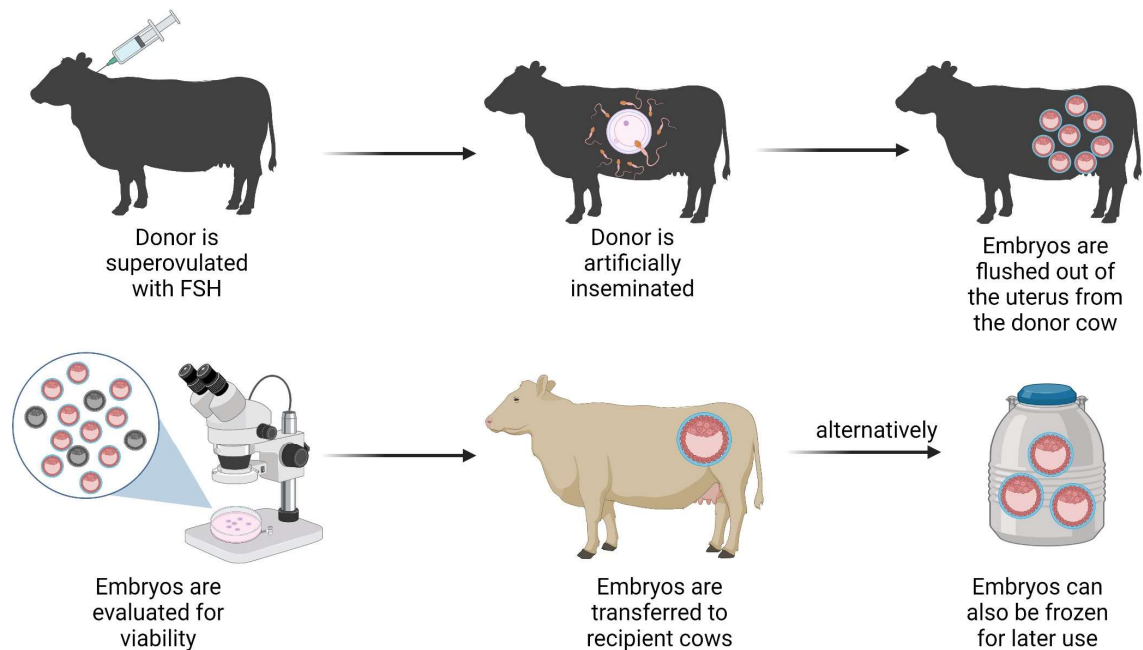 Donor is
superovulated
with FSH
Donor is
artificially
inseminated
Embryos are
flushed out of
the uterus from
the donor cow
Embryos are
evaluated for
viability
Embryos are
transferred to
recipient cows
alternatively
Embryos can
also be frozen
for later use